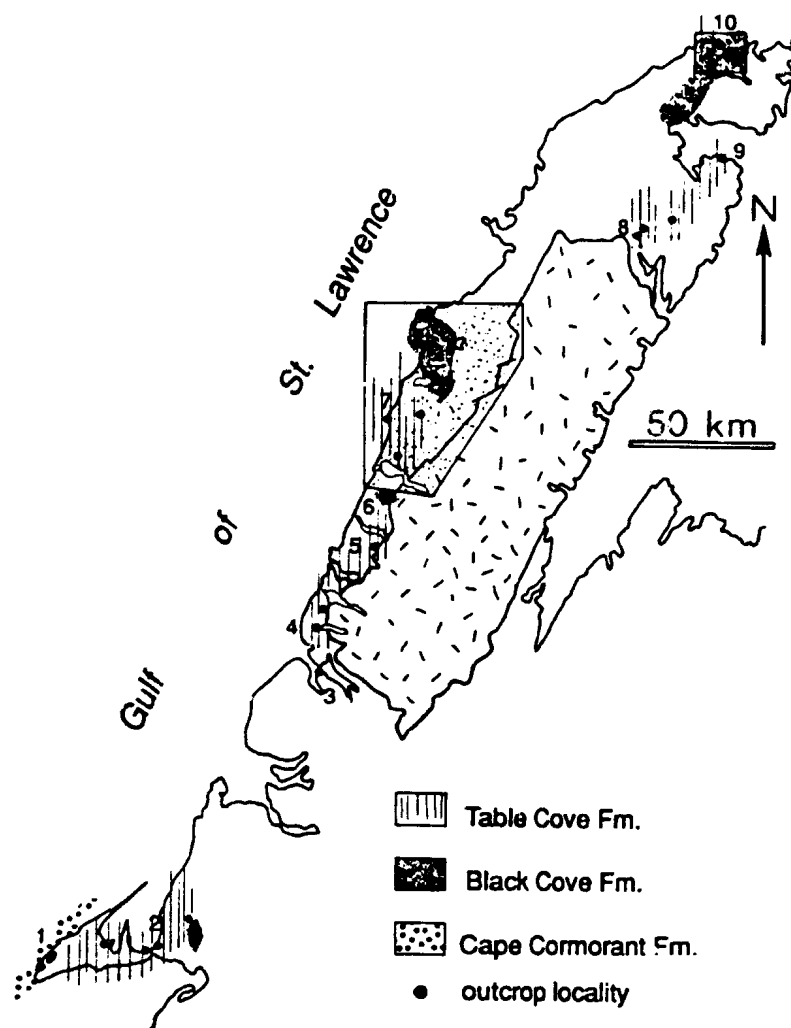 10
9
N
8
Lawrence
St.
7
50 km
6
of
5
4
3
Gulf
Table Cove Fm.
Black Cove Fm.
2
1
Cape Cormorant Fm.
outcrop locality